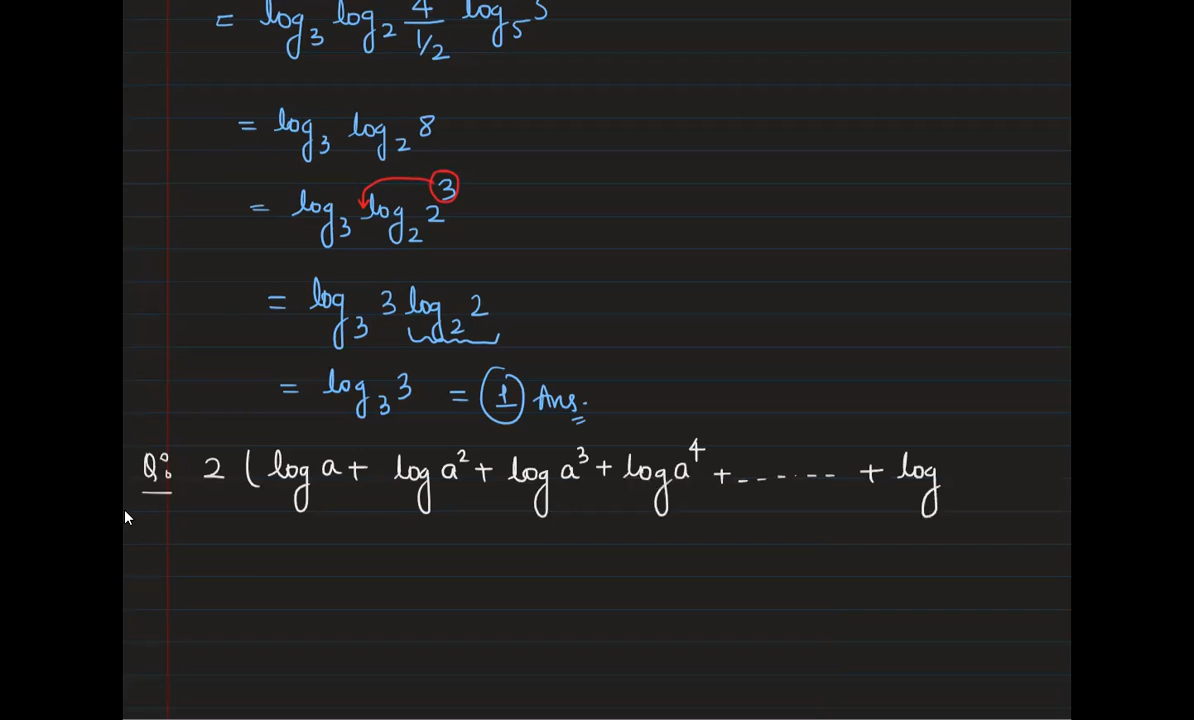 = log₃ log₂ 4/(1/2) log₅
= log₃ log₂ 8
= log₃ log₂ 2³
= log₃ 3 log₂ 2
= log₃ 3 = 1 Ans.
Q: 2 (log a + log a² + log a³ + log a⁴ + ------ + log